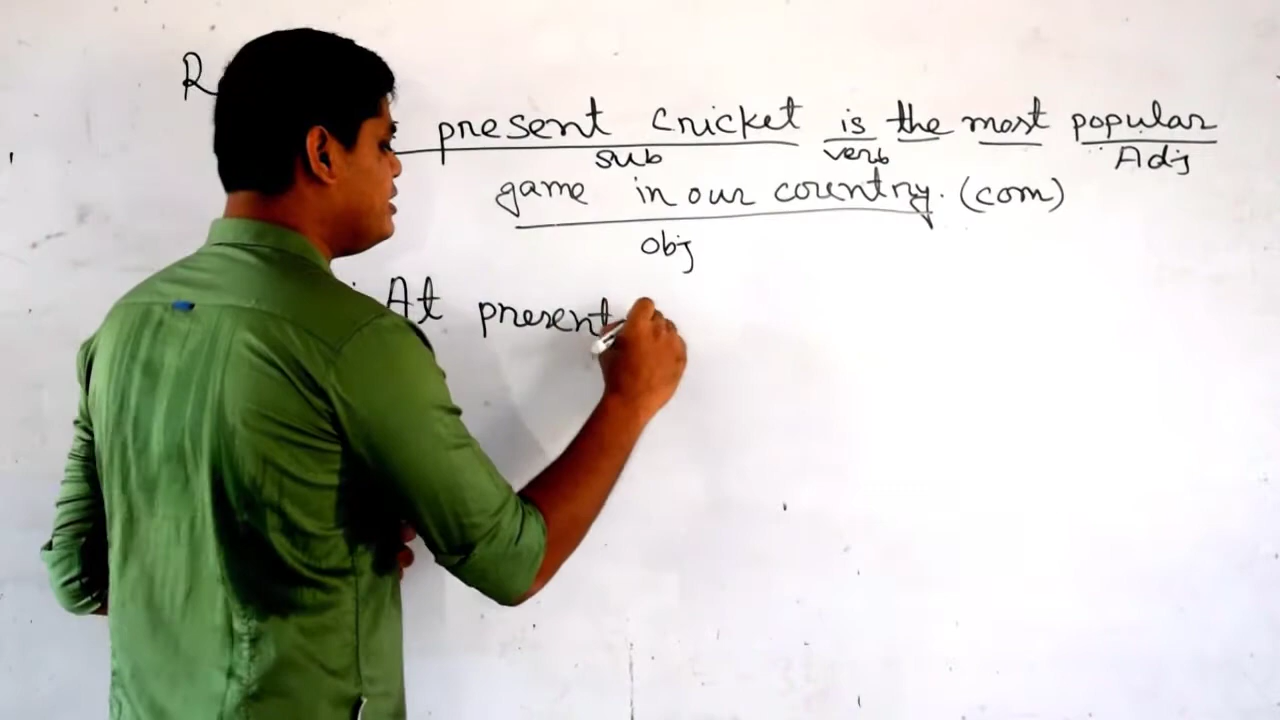 R
present cricket is the most popular
sub verb Adj
game in our country. (com)
obj
At present